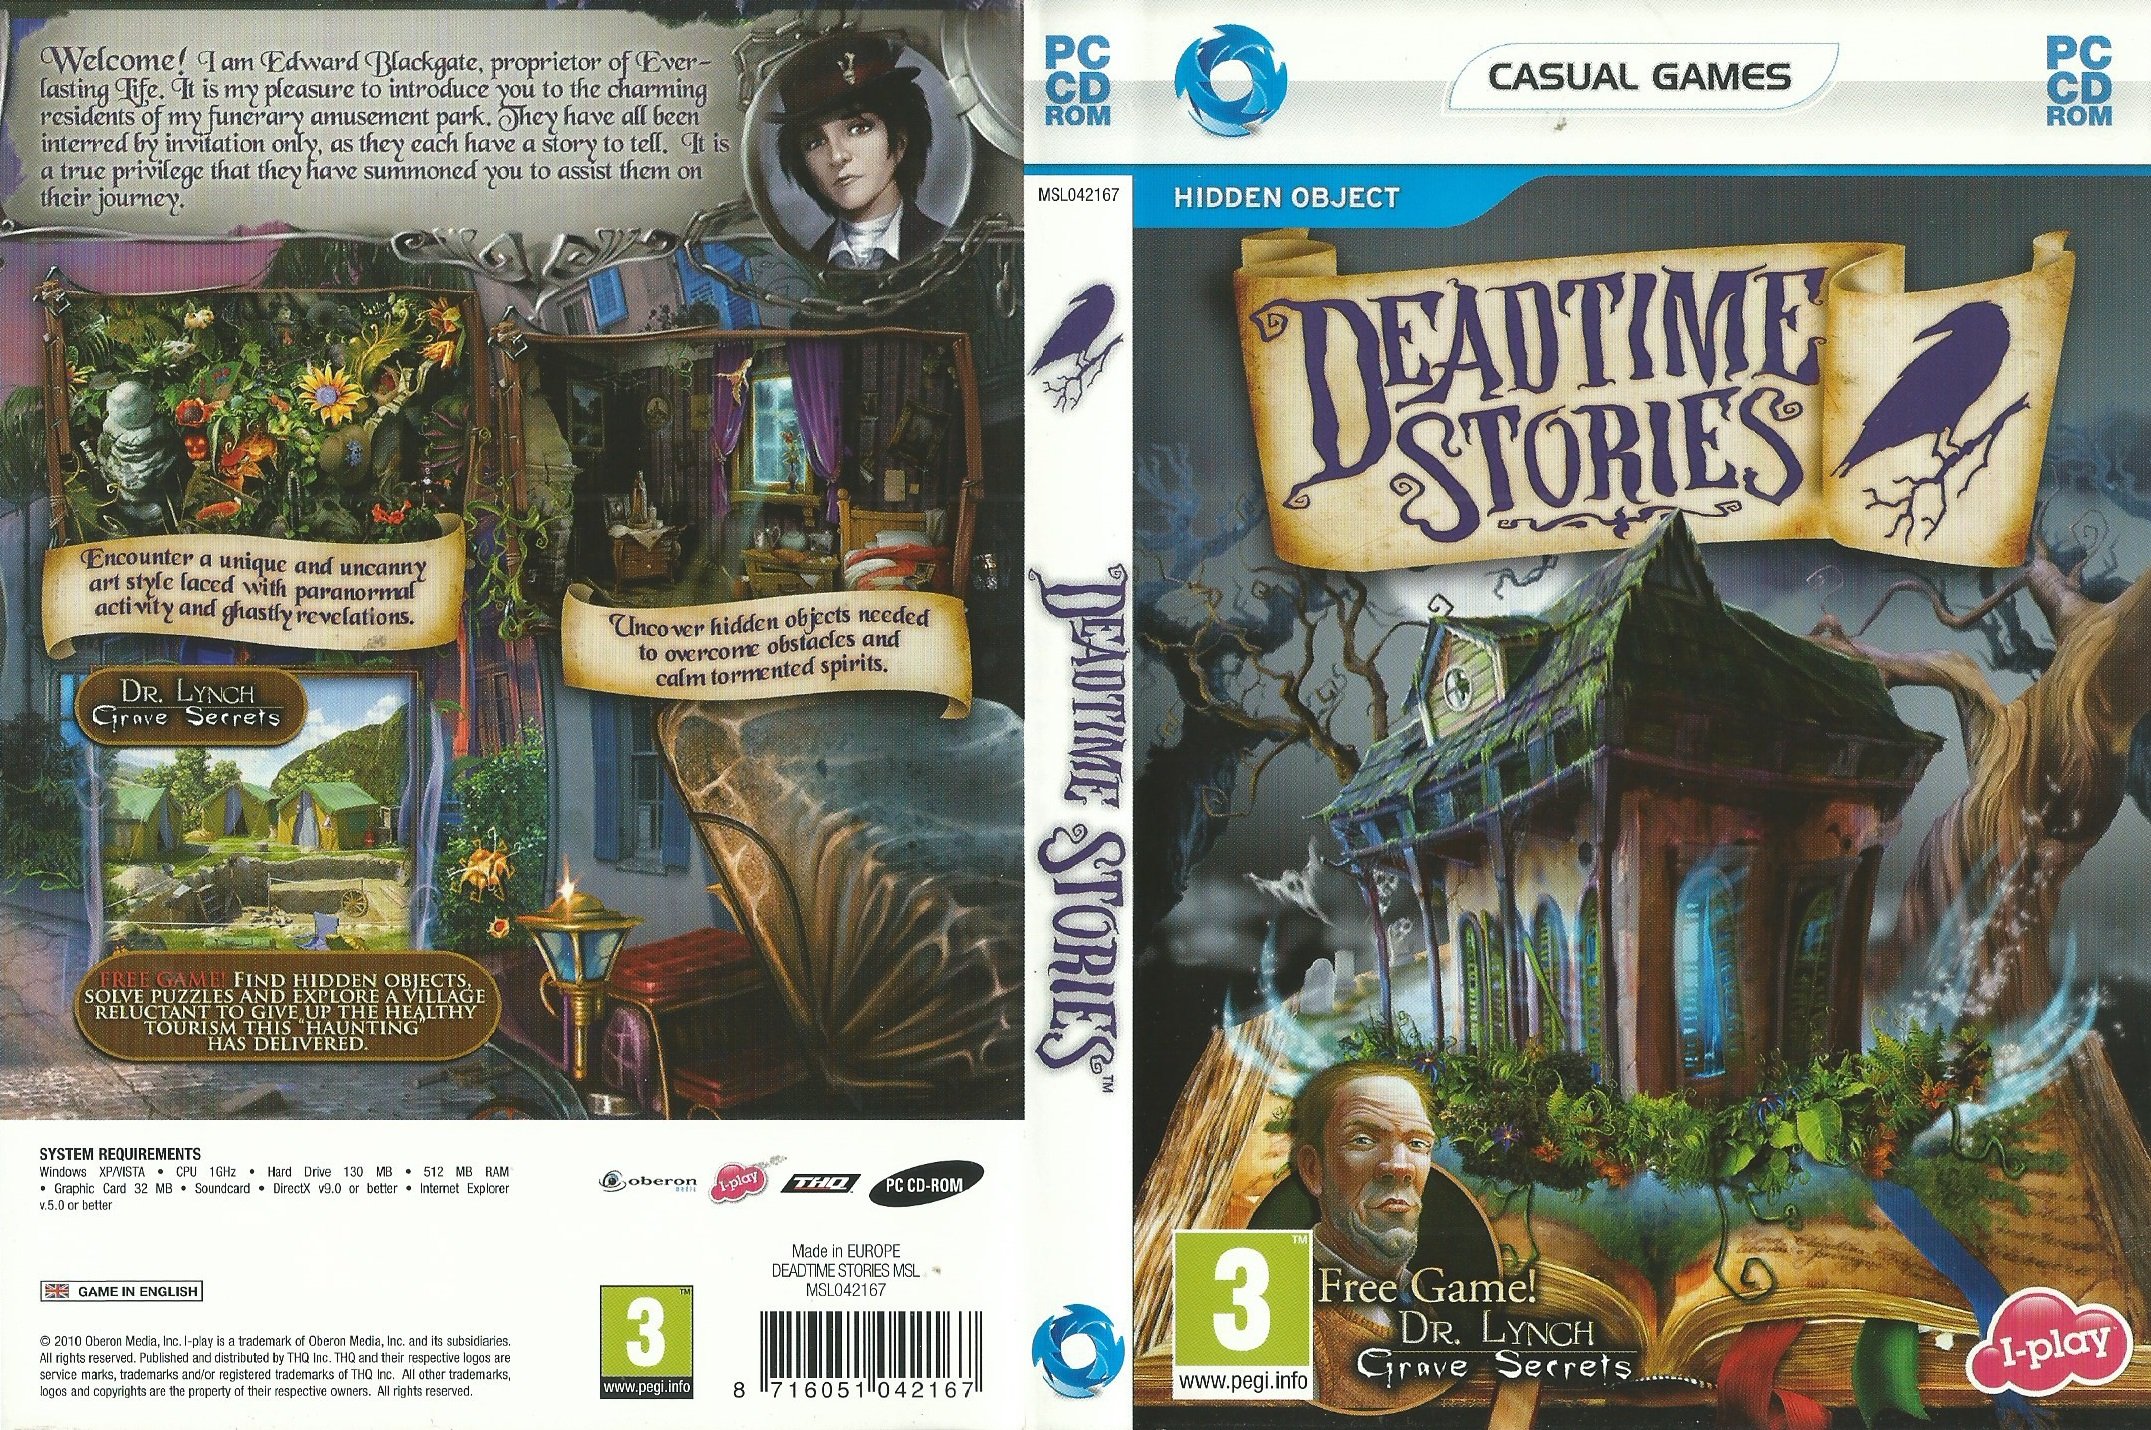 Welcome! I am Edward Blackgate, proprietor of Ever-
lasting Life. It is my pleasure to introduce you to the charming
residents of my funerary amusement park. They have all been
interred by invitation only, as they each have a story to tell. It is
a true privilege that they have summoned you to assist them on
their journey.
Encounter a unique and uncanny
art style laced with paranormal
activity and ghastly revelations.
Uncover hidden objects needed
to overcome obstacles and
calm tormented spirits.
DR. LYNCH
Grave Secrets
FREE GAME! FIND HIDDEN OBJECTS,
SOLVE PUZZLES AND EXPLORE A VILLAGE
RELUCTANT TO GIVE UP THE HEALTHY
TOURISM THIS "HAUNTING"
HAS DELIVERED.
SYSTEM REQUIREMENTS
Windows XP/VISTA • CPU 1GHz • Hard Drive 130 MB • 512 MB RAM
• Graphic Card 32 MB • Soundcard • DirectX v9.0 or better • Internet Explorer
v.5.0 or better
oberon
media
I-play
THQ
PC CD-ROM
GAME IN ENGLISH
Made in EUROPE
DEADTIME STORIES MSL
MSL042167
© 2010 Oberon Media, Inc. I-play is a trademark of Oberon Media, Inc. and its subsidiaries.
All rights reserved. Published and distributed by THQ Inc. THQ and their respective logos are
service marks, trademarks and/or registered trademarks of THQ Inc. All other trademarks,
logos and copyrights are the property of their respective owners. All rights reserved.
3™
www.pegi.info
8 716051 042167
PC
CD
ROM
MSL042167
DEADTIME STORIES™
CASUAL GAMES
PC
CD
ROM
HIDDEN OBJECT
DEADTIME
STORIES
3™
www.pegi.info
Free Game!
DR. LYNCH
Grave Secrets
I-play™